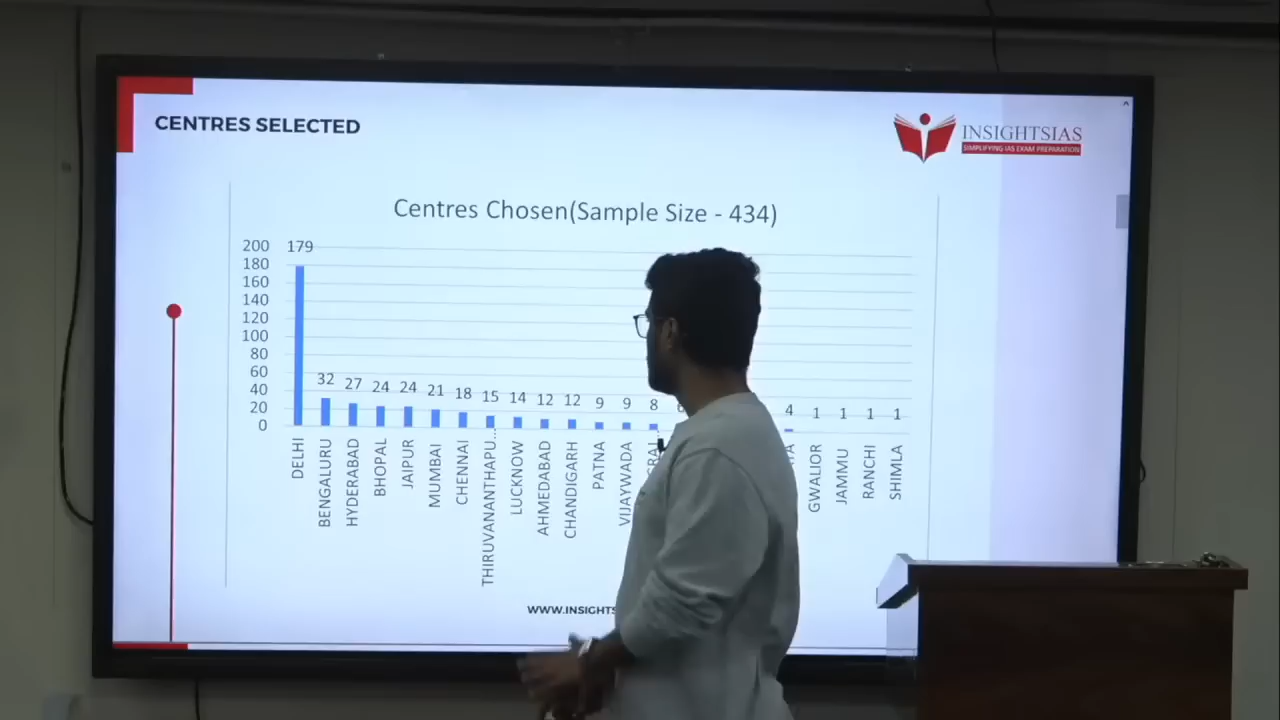 CENTRES SELECTED
INSIGHTSIAS
SIMPLIFYING IAS EXAM PREPARATION
Centres Chosen(Sample Size - 434)
200
180
160
140
120
100
80
60
40
20
0
179
32
27
24
24
21
18
15
14
12
12
9
9
8
4
1
1
1
1
DELHI
BENGALURU
HYDERABAD
BHOPAL
JAIPUR
MUMBAI
CHENNAI
THIRUVANANTHAPU...
LUCKNOW
AHMEDABAD
CHANDIGARH
PATNA
VIJAYWADA
GWALIOR
JAMMU
RANCHI
SHIMLA
WWW.INSIGHTS